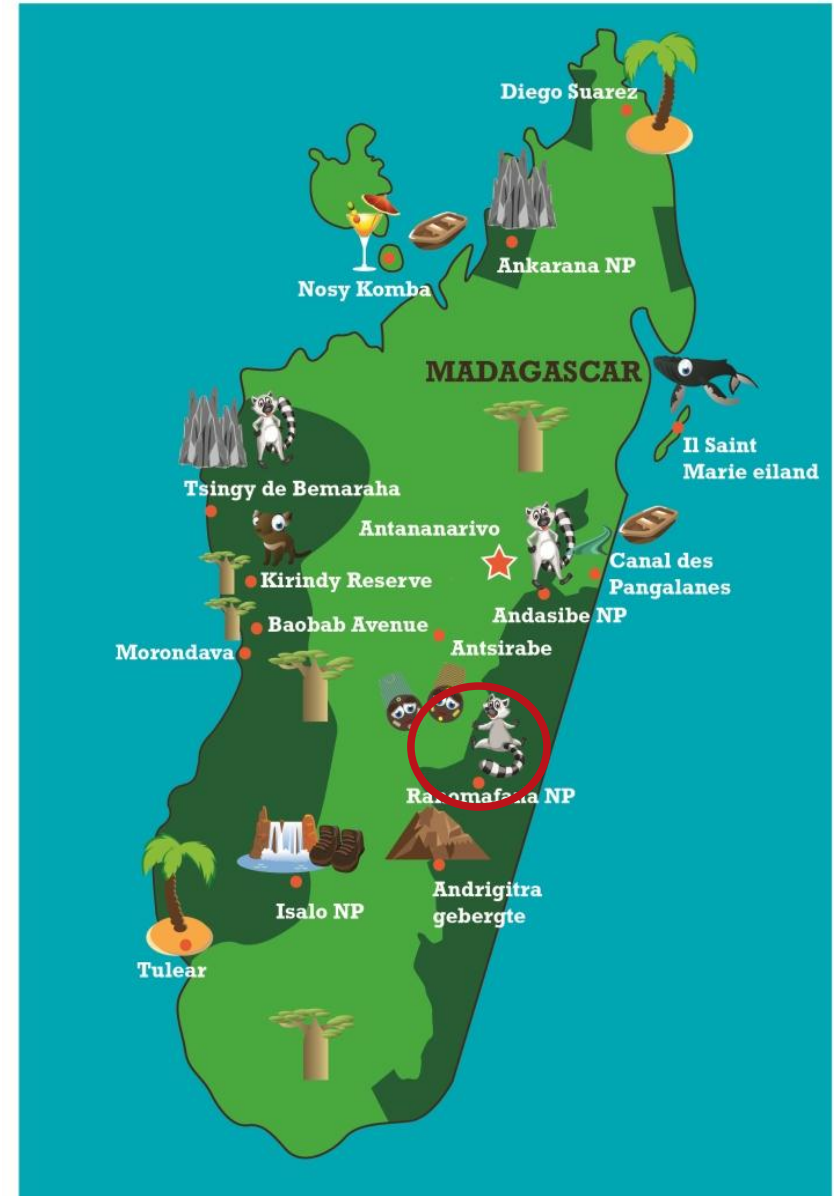 Diego Suarez
Ankarana NP
Nosy Komba
MADAGASCAR
Il Saint
Marie eiland
Tsingy de Bemaraha
Antananarivo
Canal des
Pangalanes
Kirindy Reserve
Andasibe NP
Baobab Avenue
Antsirabe
Morondava
Ranomafana NP
Andrigitra
gebergte
Isalo NP
Tulear